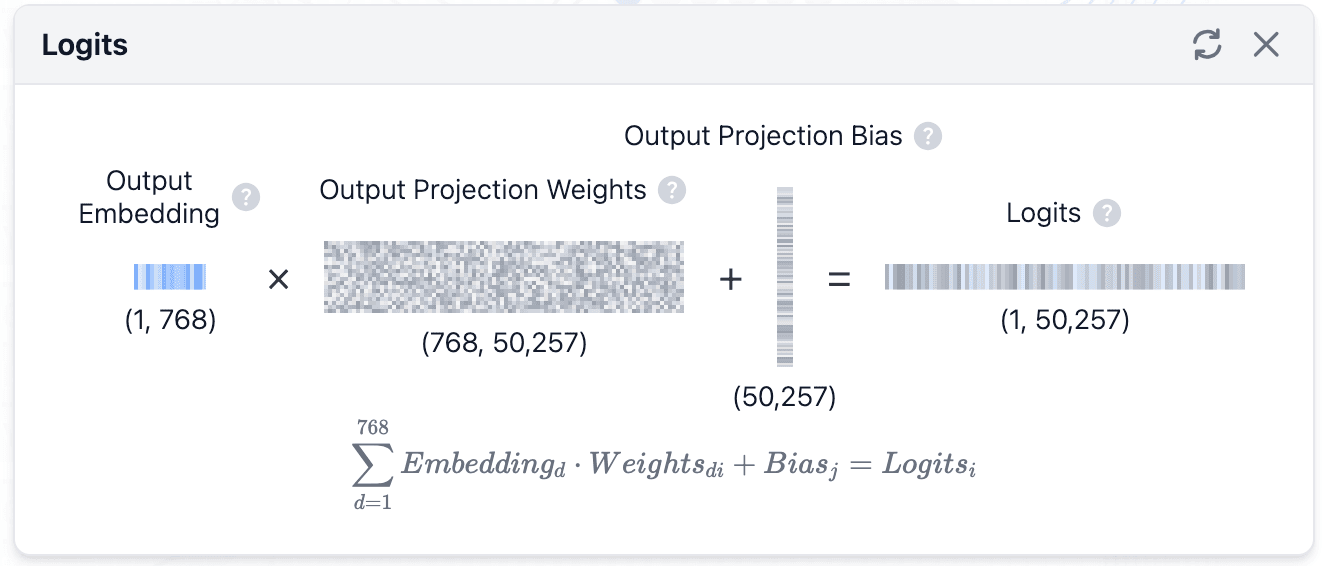 Logits
Output Projection Bias ?
Output
Embedding ?
Output Projection Weights ?
Logits ?
× + =
(1, 768)
(768, 50,257)
(50,257)
(1, 50,257)
768
∑ Embedding_d · Weights_di + Bias_j = Logits_i
d=1